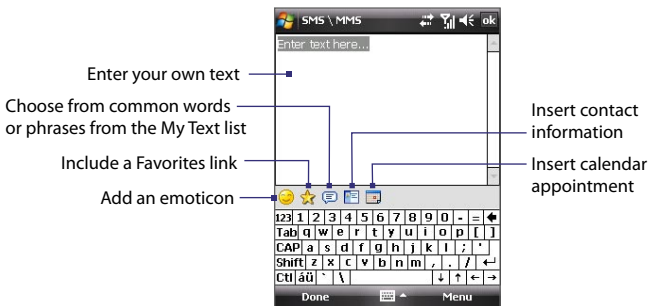 SMS \ MMS
ok
Enter text here...
Enter your own text
Choose from common words
or phrases from the My Text list
Include a Favorites link
Add an emoticon
Insert contact
information
Insert calendar
appointment
123 1 2 3 4 5 6 7 8 9 0 - =
Tab q w e r t y u i o p [ ]
CAP a s d f g h j k l ; '
Shift z x c v b n m , . /
Ctl áü ` \
Done Menu